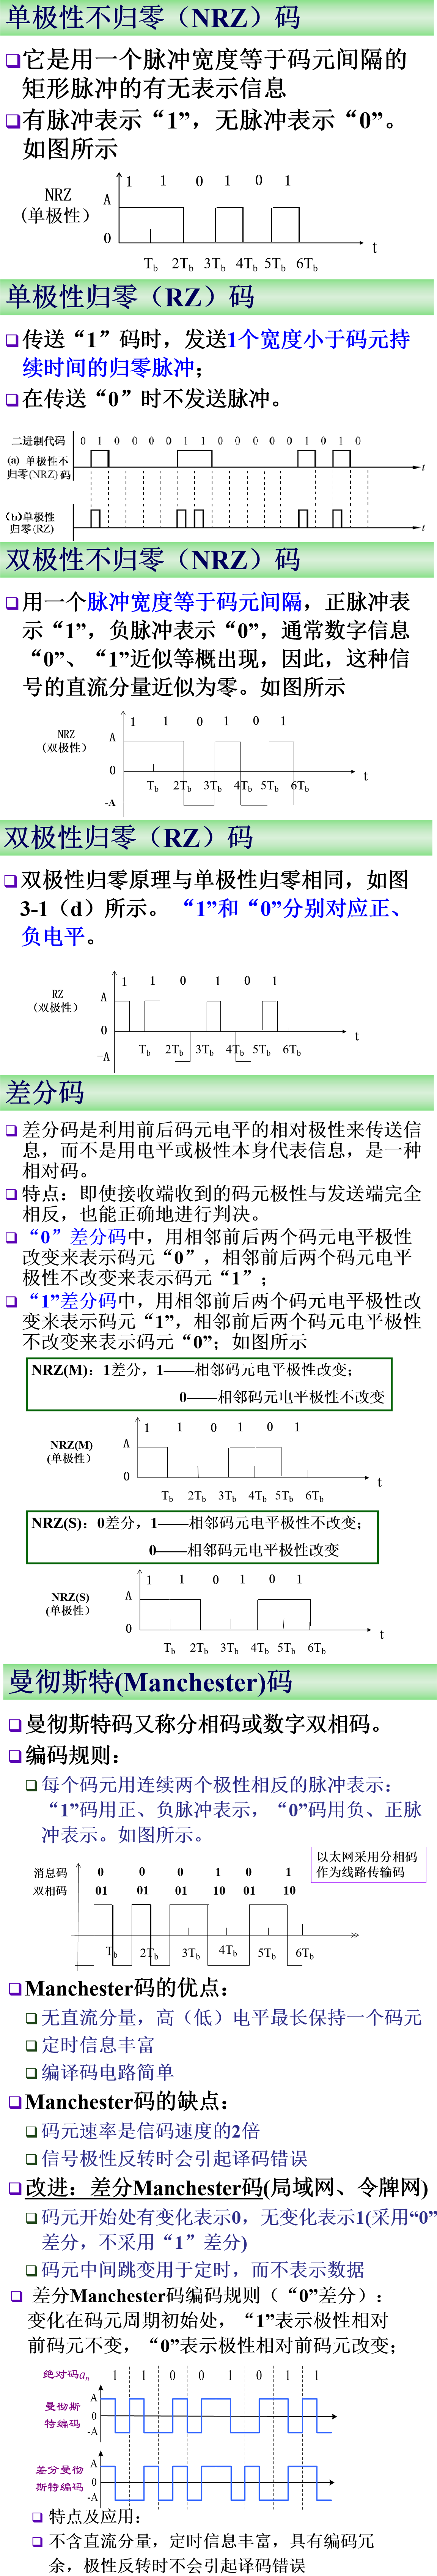 单极性不归零（NRZ）码
它是用一个脉冲宽度等于码元间隔的
矩形脉冲的有无表示信息
有脉冲表示“1”，无脉冲表示“0”。
如图所示
1 1 0 1 0 1
NRZ
（单极性）
A
0
t
Tb 2Tb 3Tb 4Tb 5Tb 6Tb
单极性归零（RZ）码
传送“1”码时，发送1个宽度小于码元持
续时间的归零脉冲；
在传送“0”时不发送脉冲。
二进制代码 0 1 0 0 0 0 1 1 0 0 0 0 0 1 0 1 0
(a) 单极性不
归零(NRZ) 码
t
(b)单极性
归零(RZ)
t
双极性不归零（NRZ）码
用一个脉冲宽度等于码元间隔，正脉冲表
示“1”，负脉冲表示“0”，通常数字信息
“0”、“1”近似等概出现，因此，这种信
号的直流分量近似为零。如图所示
1 1 0 1 0 1
NRZ
（双极性）
A
0
-A
t
Tb 2Tb 3Tb 4Tb 5Tb 6Tb
双极性归零（RZ）码
双极性归零原理与单极性归零相同，如图
3-1（d）所示。 “1”和“0”分别对应正、
负电平。
1 1 0 1 0 1
RZ
（双极性）
A
0
-A
t
Tb 2Tb 3Tb 4Tb 5Tb 6Tb
差分码
差分码是利用前后码元电平的相对极性来传送信
息，而不是用电平或极性本身代表信息，是一种
相对码。
特点：即使接收端收到的码元极性与发送端完全
相反，也能正确地进行判决。
“0”差分码中，用相邻前后两个码元电平极性
改变来表示码元“0”，相邻前后两个码元电平
极性不改变来表示码元“1”；
“1”差分码中，用相邻前后两个码元电平极性改
变来表示码元“1”，相邻前后两个码元电平极性
不改变来表示码元“0”；如图所示
NRZ(M)：1差分，1——相邻码元电平极性改变；
0——相邻码元电平极性不改变
1 1 0 1 0 1
NRZ(M)
(单极性）
A
0
t
Tb 2Tb 3Tb 4Tb 5Tb 6Tb
NRZ(S)：0差分，1——相邻码元电平极性不改变；
0——相邻码元电平极性改变
1 1 0 1 0 1
NRZ(S)
(单极性）
A
0
t
Tb 2Tb 3Tb 4Tb 5Tb 6Tb
曼彻斯特(Manchester)码
曼彻斯特码又称分相码或数字双相码。
编码规则：
每个码元用连续两个极性相反的脉冲表示：
“1”码用正、负脉冲表示，“0”码用负、正脉
冲表示。如图所示。
以太网采用分相码
作为线路传输码
消息码 0 0 0 1 0 1
双相码 01 01 01 10 01 10
Tb 2Tb 3Tb 4Tb 5Tb 6Tb
Manchester码的优点：
无直流分量，高（低）电平最长保持一个码元
定时信息丰富
编译码电路简单
Manchester码的缺点：
码元速率是信码速度的2倍
信号极性反转时会引起译码错误
改进：差分Manchester码(局域网、令牌网)
码元开始处有变化表示0，无变化表示1(采用“0”
差分，不采用“1”差分)
码元中间跳变用于定时，而不表示数据
差分Manchester码编码规则（“0”差分）：
变化在码元周期初始处，“1”表示极性相对
前码元不变，“0”表示极性相对前码元改变；
绝对码an 1 1 0 0 1 0 1 1
曼彻斯
特编码
A
0
-A
差分曼彻
斯特编码
A
0
-A
特点及应用：
不含直流分量，定时信息丰富，具有编码冗
余，极性反转时不会引起译码错误